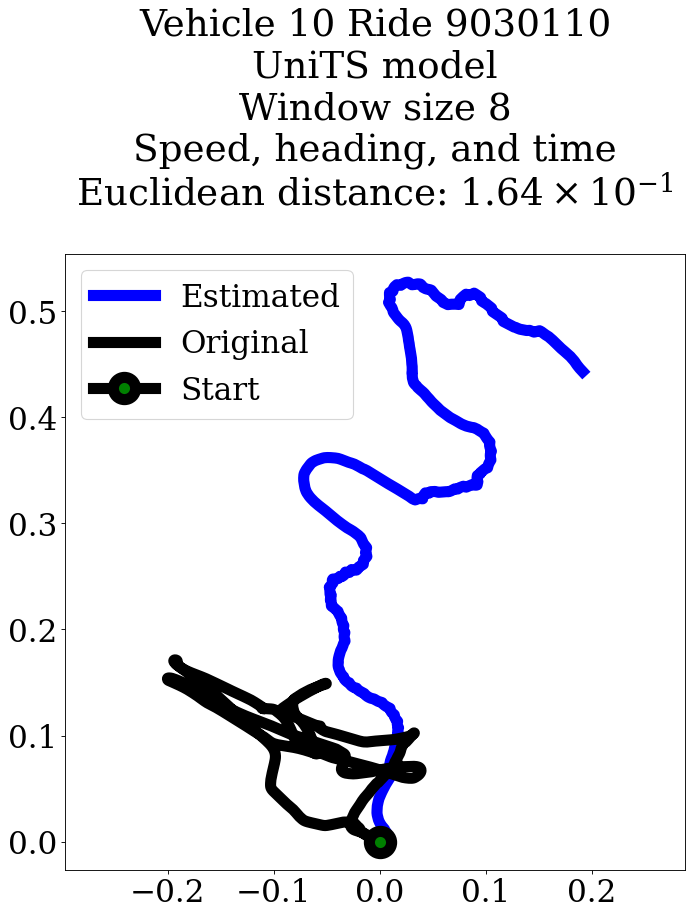 Vehicle 10 Ride 9030110
UniTS model
Window size 8
Speed, heading, and time
Euclidean distance: $1.64 \times 10^{-1}$
Estimated
Original
Start
0.5
0.4
0.3
0.2
0.1
0.0
−0.2 −0.1 0.0 0.1 0.2